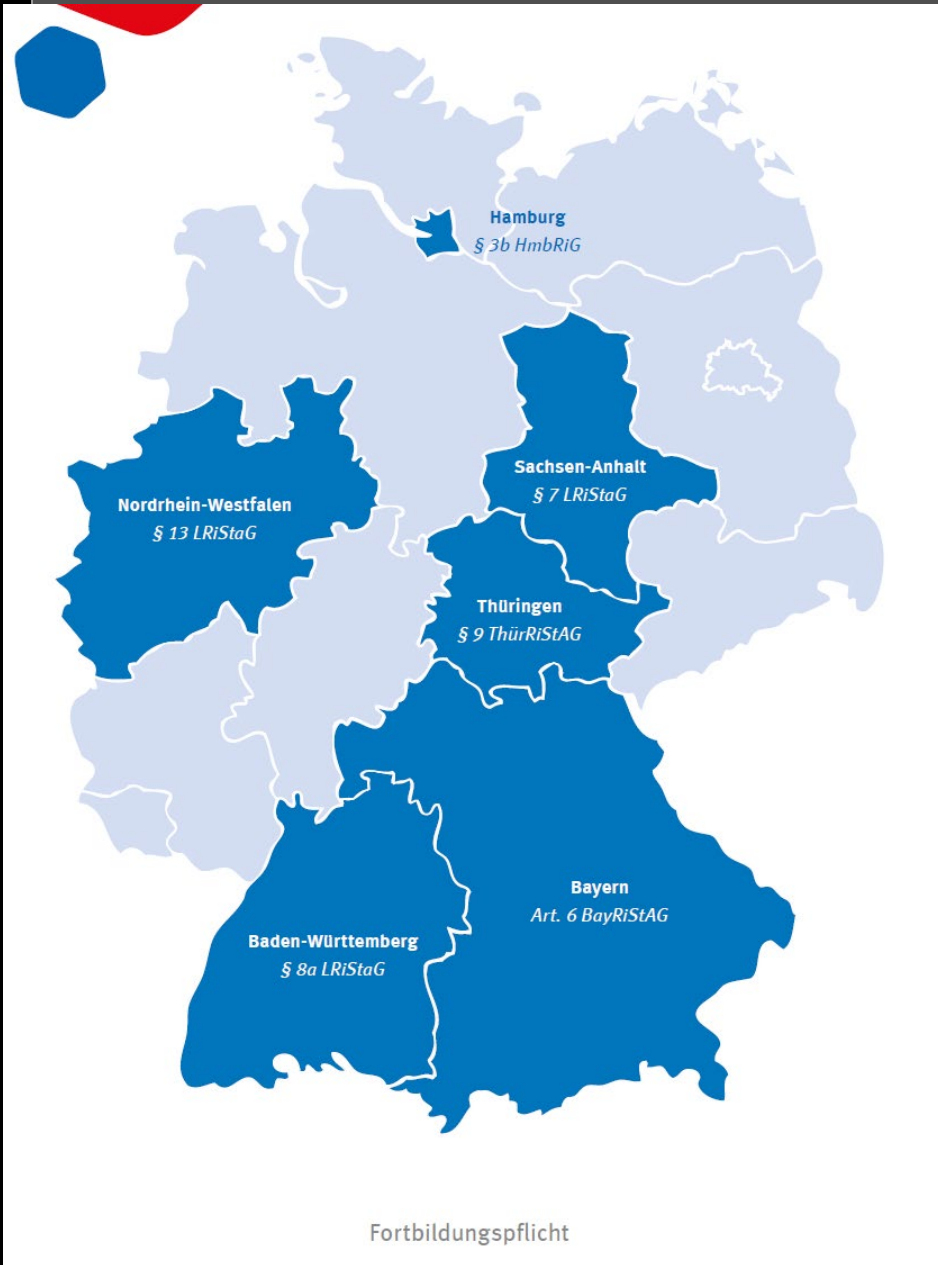 Hamburg
§ 3b HmbRiG
Sachsen-Anhalt
§ 7 LRiStaG
Nordrhein-Westfalen
§ 13 LRiStaG
Thüringen
§ 9 ThürRiStAG
Bayern
Art. 6 BayRiStAG
Baden-Württemberg
§ 8a LRiStaG
Fortbildungspflicht